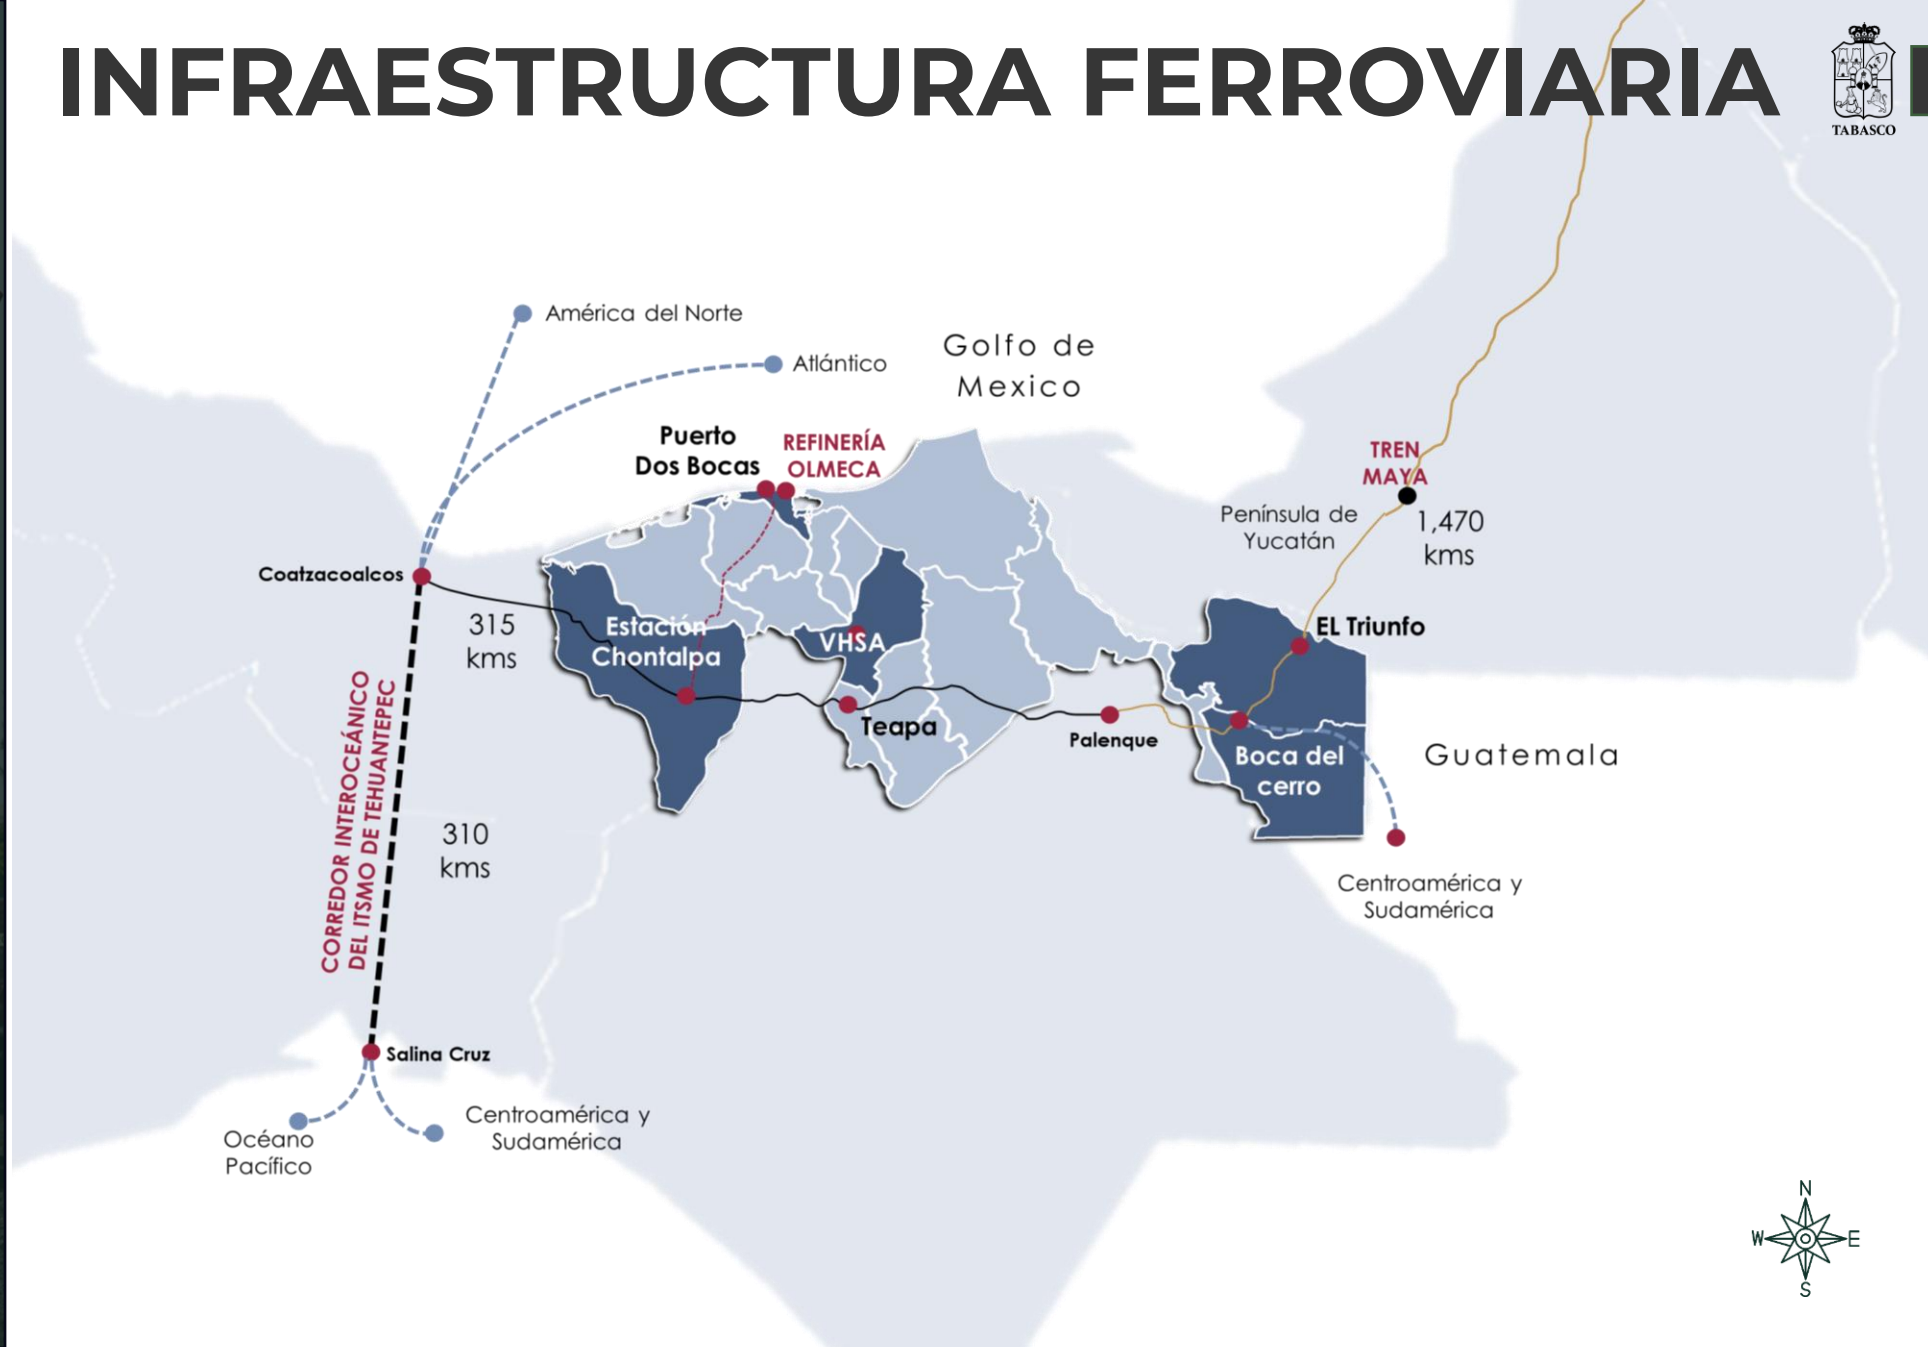 INFRAESTRUCTURA FERROVIARIA
TABASCO
América del Norte
Atlántico
Golfo de
Mexico
Puerto
Dos Bocas
REFINERÍA
OLMECA
TREN
MAYA
Península de
Yucatán
1,470
kms
Coatzacoalcos
315
kms
Estación
Chontalpa
VHSA
EL Triunfo
Teapa
Palenque
Boca del
cerro
Guatemala
CORREDOR INTEROCEÁNICO
DEL ITSMO DE TEHUANTEPEC
310
kms
Centroamérica y
Sudamérica
Salina Cruz
Océano
Pacífico
Centroamérica y
Sudamérica
N
W
E
S